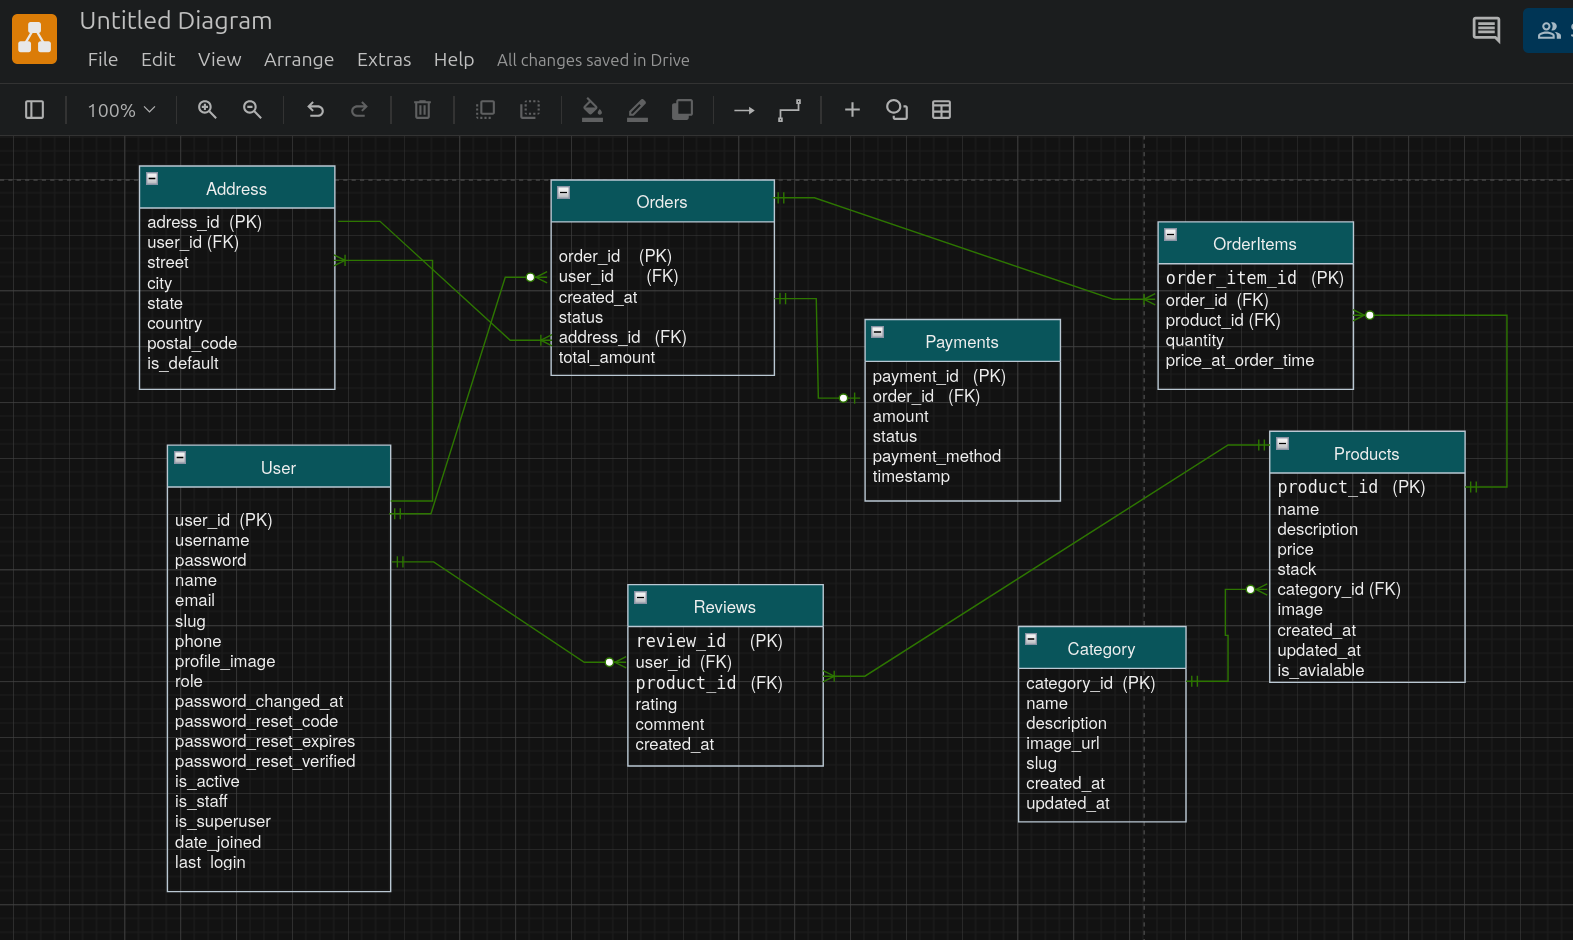 Untitled Diagram
File Edit View Arrange Extras Help All changes saved in Drive
100%
Address
adress_id (PK)
user_id (FK)
street
city
state
country
postal_code
is_default
Orders
order_id (PK)
user_id (FK)
created_at
status
address_id (FK)
total_amount
OrderItems
order_item_id (PK)
order_id (FK)
product_id (FK)
quantity
price_at_order_time
Payments
payment_id (PK)
order_id (FK)
amount
status
payment_method
timestamp
User
user_id (PK)
username
password
name
email
slug
phone
profile_image
role
password_changed_at
password_reset_code
password_reset_expires
password_reset_verified
is_active
is_staff
is_superuser
date_joined
last_login
Products
product_id (PK)
name
description
price
stack
category_id (FK)
image
created_at
updated_at
is_avialable
Reviews
review_id (PK)
user_id (FK)
product_id (FK)
rating
comment
created_at
Category
category_id (PK)
name
description
image_url
slug
created_at
updated_at